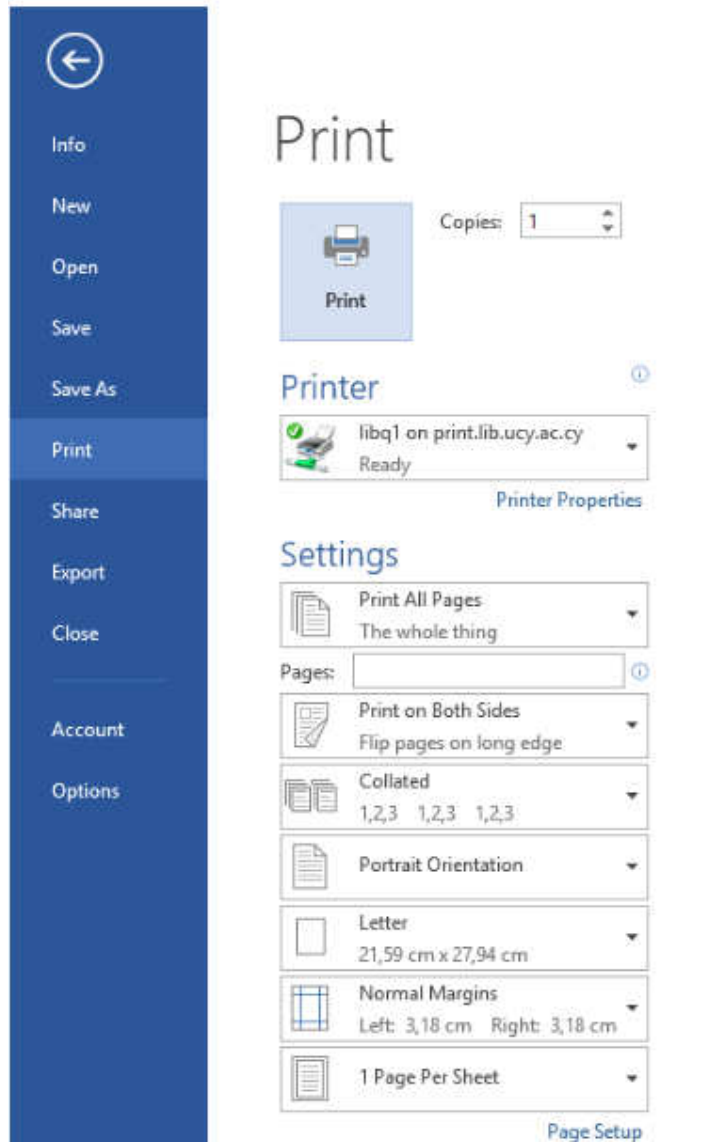 Info
New
Open
Save
Save As
Print
Share
Export
Close
Account
Options
Print
Copies: 1
Print
Printer
libq1 on print.lib.ucy.ac.cy
Ready
Printer Properties
Settings
Print All Pages
The whole thing
Pages:
Print on Both Sides
Flip pages on long edge
Collated
1,2,3 1,2,3 1,2,3
Portrait Orientation
Letter
21,59 cm x 27,94 cm
Normal Margins
Left: 3,18 cm Right: 3,18 cm
1 Page Per Sheet
Page Setup